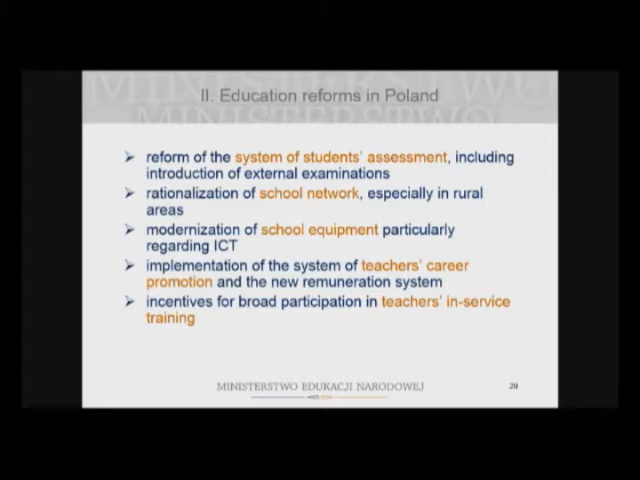 MINISTERSTWO
II. Education reforms in Poland
MINISTERSTWO
➢ reform of the system of students' assessment, including
introduction of external examinations
➢ rationalization of school network, especially in rural
areas
➢ modernization of school equipment particularly
regarding ICT
➢ implementation of the system of teachers' career
promotion and the new remuneration system
➢ incentives for broad participation in teachers' in-service
training
MINISTERSTWO EDUKACJI NARODOWEJ
20